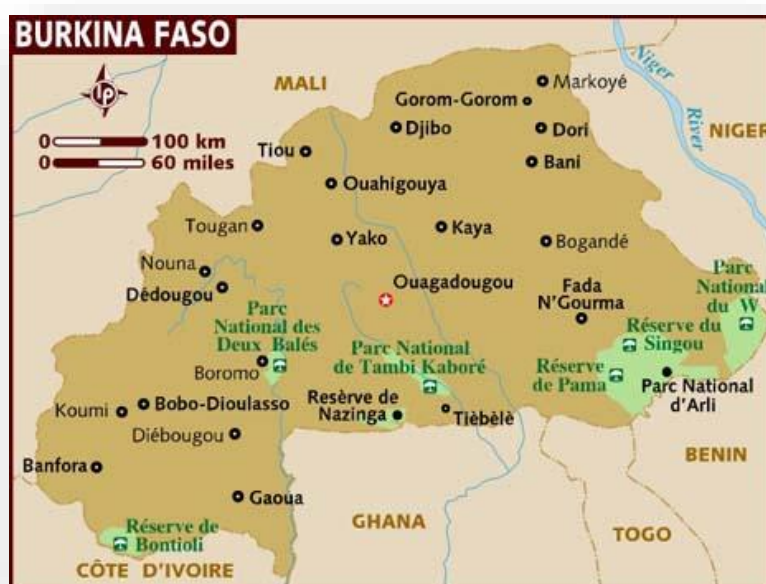 BURKINA FASO
lp
MALI
Niger
River
NIGER
0 100 km
0 60 miles
Markoyé
Gorom-Gorom
Djibo
Dori
Tiou
Bani
Ouahigouya
Tougan
Yako
Kaya
Bogandé
Nouna
Dédougou
Ouagadougou
Fada
N'Gourma
Parc
National
du W
Parc
National des
Deux Balés
Réserve du
Singou
Parc National
de Tambi Kaboré
Réserve
de Pama
Parc National
d'Arli
Boromo
Koumi
Bobo-Dioulasso
Resèrve de
Nazinga
Tièbèlè
Diébougou
Banfora
Gaoua
BENIN
GHANA
TOGO
Réserve de
Bontioli
CÔTE D'IVOIRE